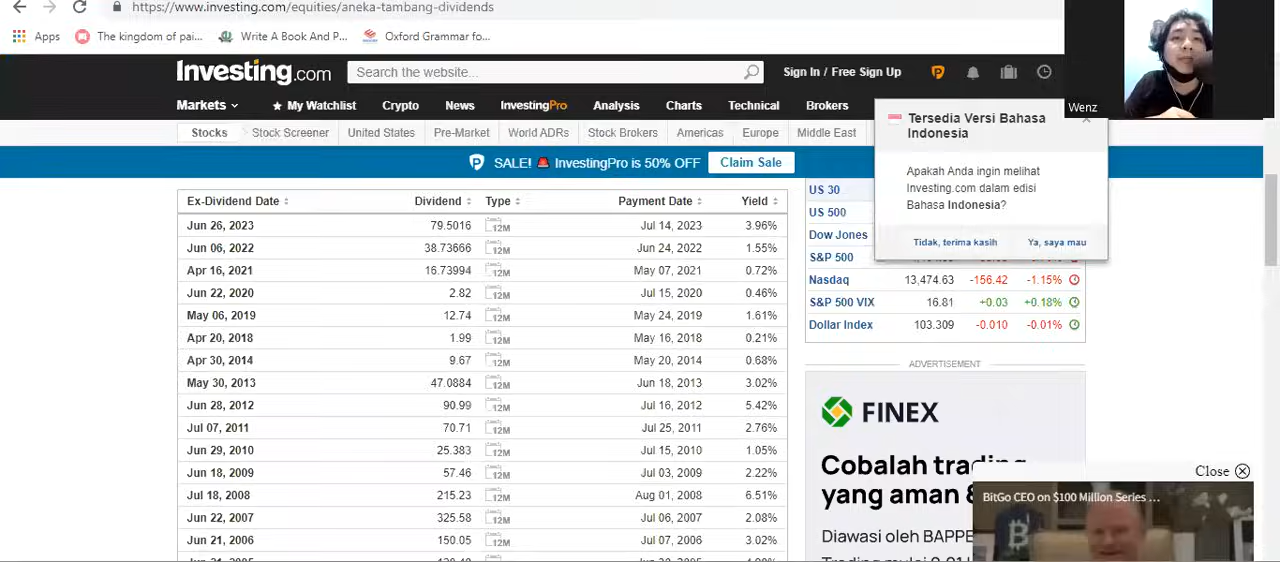 https://www.investing.com/equities/aneka-tambang-dividends
Apps
The kingdom of pai...
Write A Book And P...
Oxford Grammar fo...
Investing.com
Search the website...
Sign In / Free Sign Up
Markets
My Watchlist
Crypto
News
InvestingPro
Analysis
Charts
Technical
Brokers
Wenz
Stocks
Stock Screener
United States
Pre-Market
World ADRs
Stock Brokers
Americas
Europe
Middle East
Tersedia Versi Bahasa
Indonesia
Apakah Anda ingin melihat
Investing.com dalam edisi
Bahasa Indonesia?
Tidak, terima kasih
Ya, saya mau
SALE! InvestingPro is 50% OFF
Claim Sale
Ex-Dividend Date Dividend Type Payment Date Yield
Jun 26, 2023 79.5016 12M Jul 14, 2023 3.96%
Jun 06, 2022 38.73666 12M Jun 24, 2022 1.55%
Apr 16, 2021 16.73994 12M May 07, 2021 0.72%
Jun 22, 2020 2.82 12M Jul 15, 2020 0.46%
May 06, 2019 12.74 12M May 24, 2019 1.61%
Apr 20, 2018 1.99 12M May 16, 2018 0.21%
Apr 30, 2014 9.67 12M May 20, 2014 0.68%
May 30, 2013 47.0884 12M Jun 18, 2013 3.02%
Jun 28, 2012 90.99 12M Jul 16, 2012 5.42%
Jul 07, 2011 70.71 12M Jul 25, 2011 2.76%
Jun 29, 2010 25.383 12M Jul 15, 2010 1.05%
Jun 18, 2009 57.46 12M Jul 03, 2009 2.22%
Jul 18, 2008 215.23 12M Aug 01, 2008 6.51%
Jun 22, 2007 325.58 12M Jul 06, 2007 2.08%
Jun 21, 2006 150.05 12M Jul 07, 2006 3.02%
US 30
US 500
Dow Jones
S&P 500
Nasdaq 13,474.63 -156.42 -1.15%
S&P 500 VIX 16.81 +0.03 +0.18%
Dollar Index 103.309 -0.010 -0.01%
ADVERTISEMENT
FINEX
Cobalah trading
yang aman &
Diawasi oleh BAPPE
Close
BitGo CEO on $100 Million Series ...